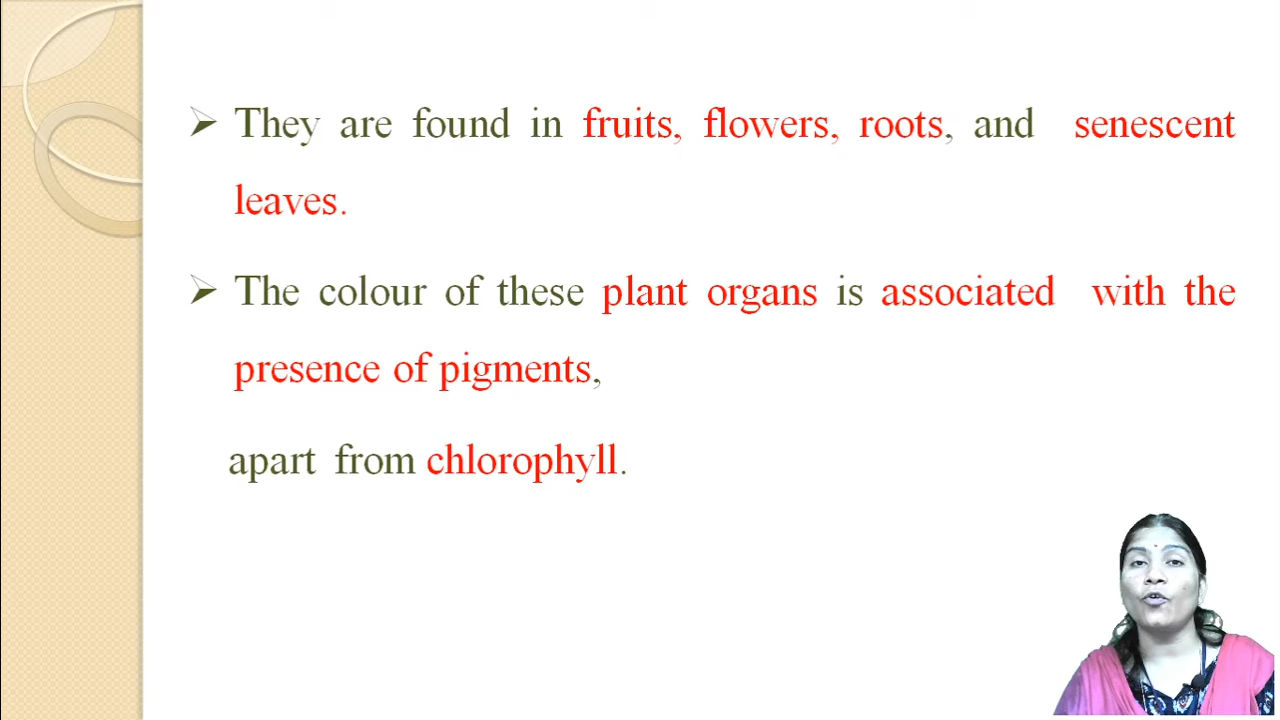 They are found in fruits, flowers, roots, and senescent
leaves.
The colour of these plant organs is associated with the
presence of pigments,
apart from chlorophyll.